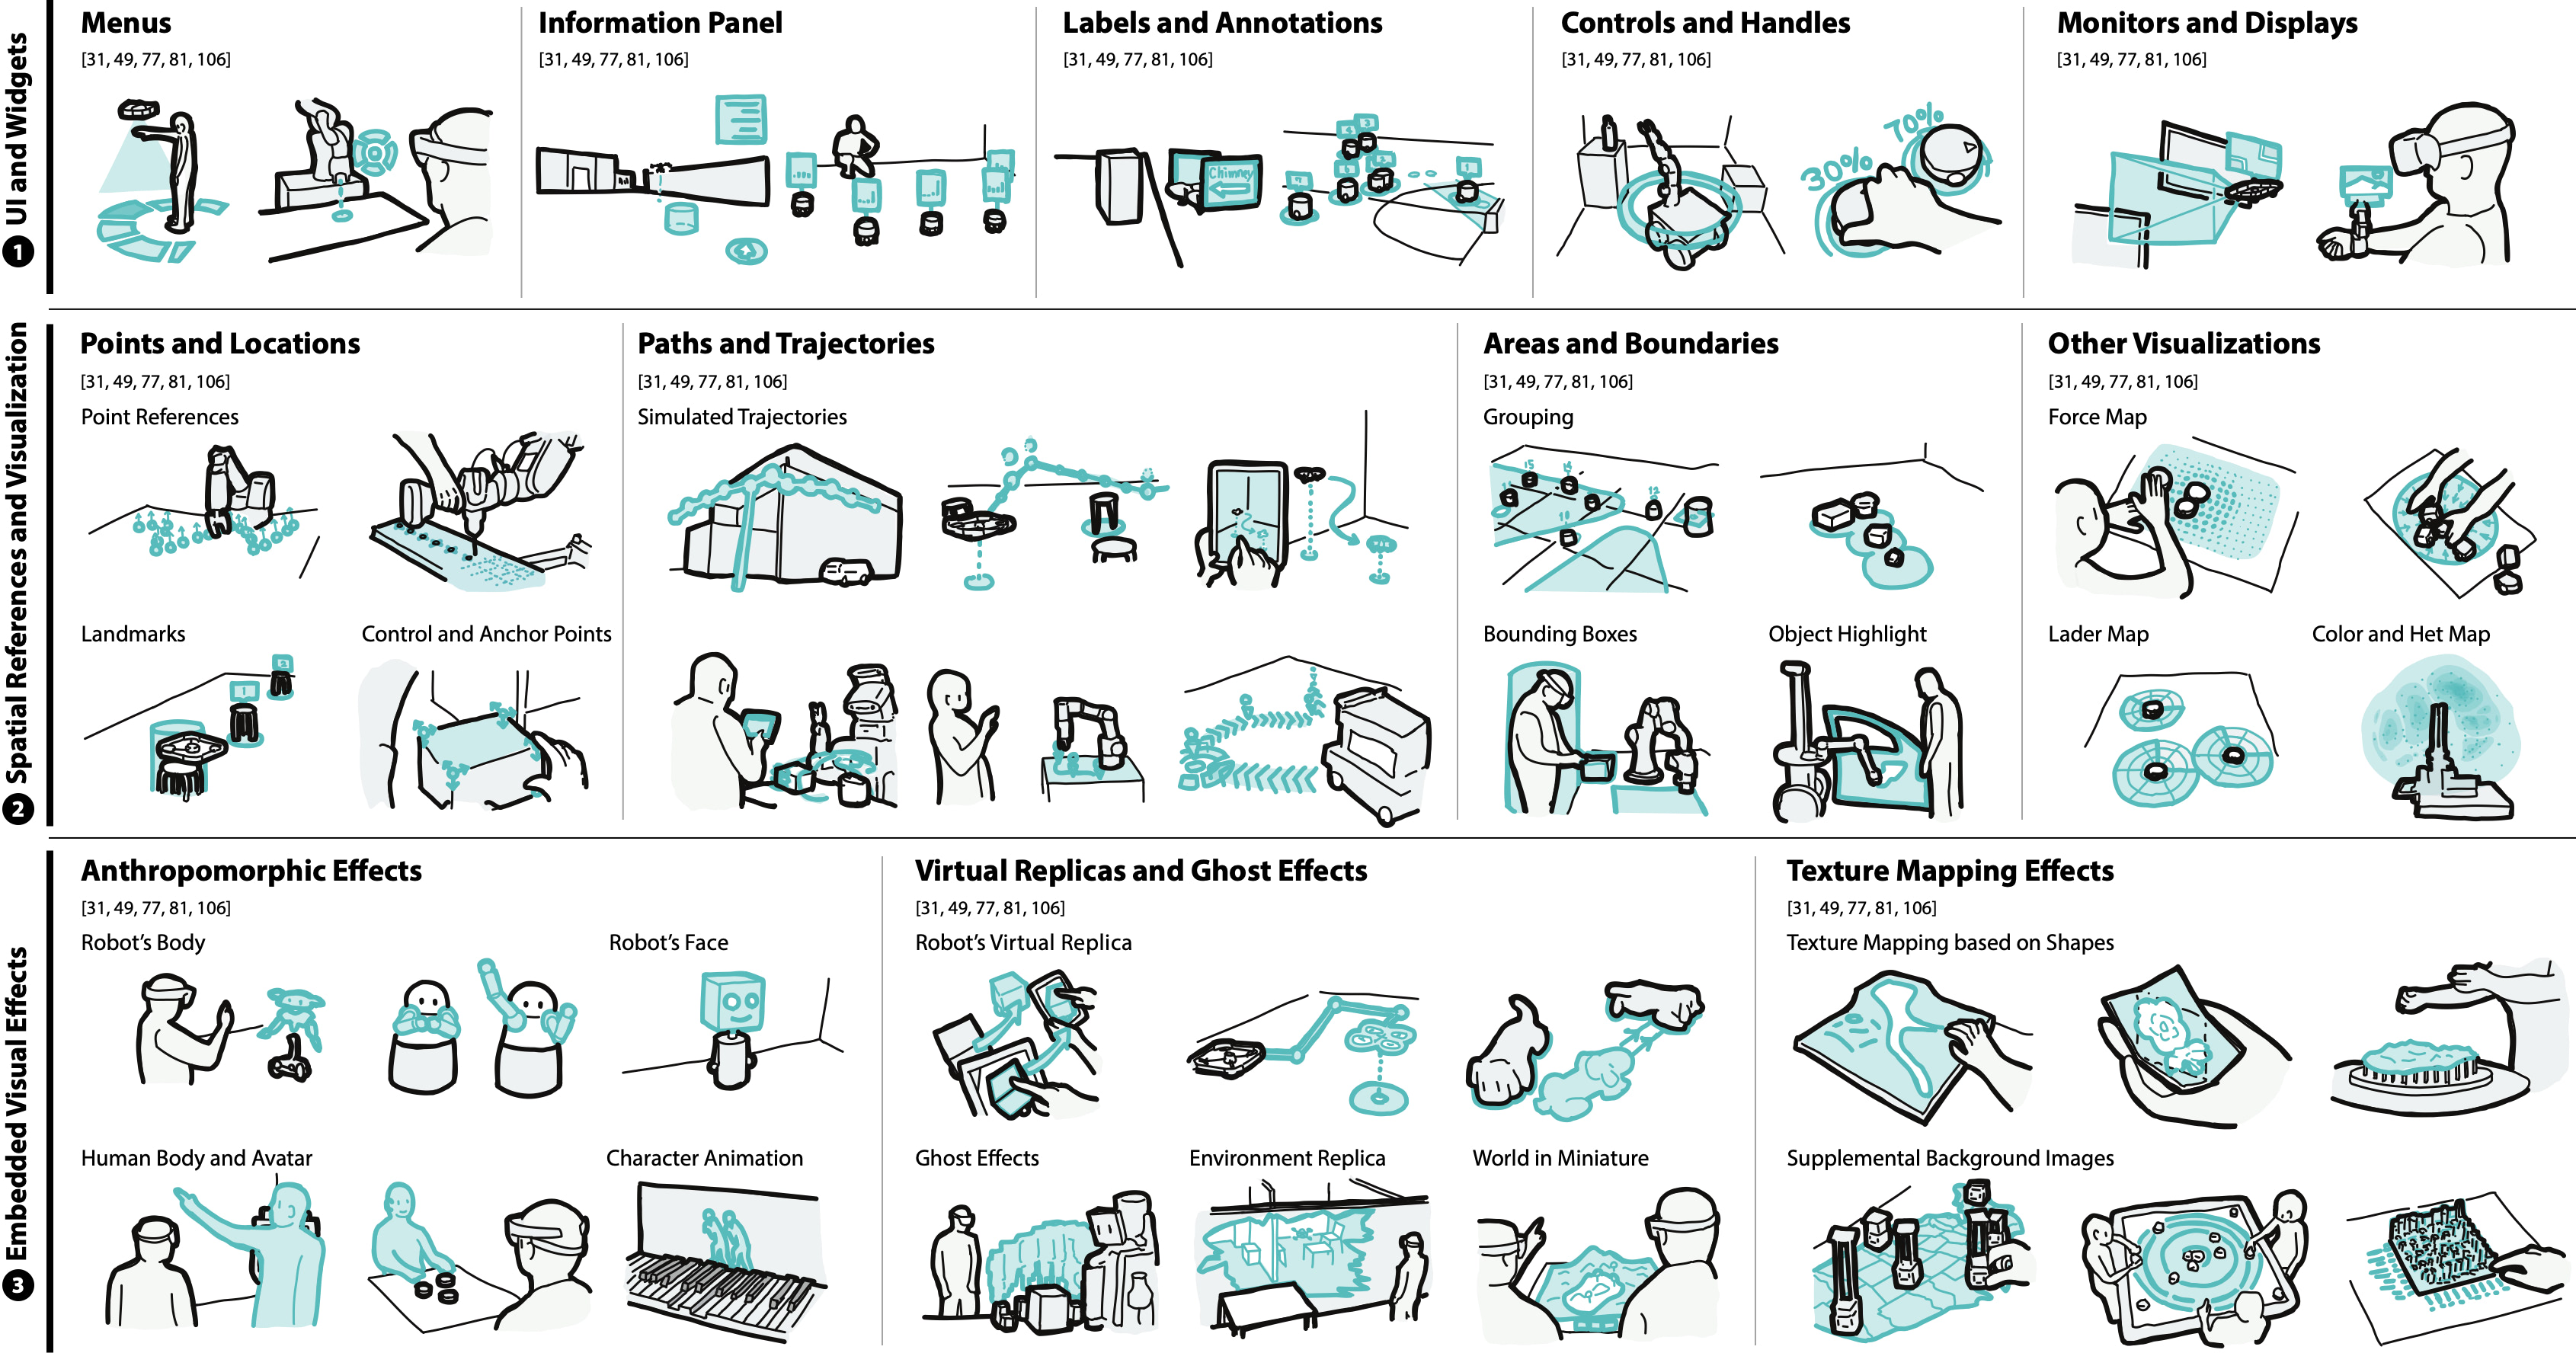 1 UI and Widgets
Menus
[31, 49, 77, 81, 106]
Information Panel
[31, 49, 77, 81, 106]
Labels and Annotations
[31, 49, 77, 81, 106]
Chimney
Controls and Handles
[31, 49, 77, 81, 106]
30%
70%
Monitors and Displays
[31, 49, 77, 81, 106]
2 Spatial References and Visualization
Points and Locations
[31, 49, 77, 81, 106]
Point References
Landmarks
1
2
Control and Anchor Points
Paths and Trajectories
[31, 49, 77, 81, 106]
Simulated Trajectories
Areas and Boundaries
[31, 49, 77, 81, 106]
Grouping
15
14
12
Bounding Boxes
Object Highlight
Other Visualizations
[31, 49, 77, 81, 106]
Force Map
Lader Map
Color and Het Map
3 Embedded Visual Effects
Anthropomorphic Effects
[31, 49, 77, 81, 106]
Robot's Body
Robot's Face
Human Body and Avatar
Character Animation
Virtual Replicas and Ghost Effects
[31, 49, 77, 81, 106]
Robot's Virtual Replica
Ghost Effects
Environment Replica
World in Miniature
Texture Mapping Effects
[31, 49, 77, 81, 106]
Texture Mapping based on Shapes
Supplemental Background Images